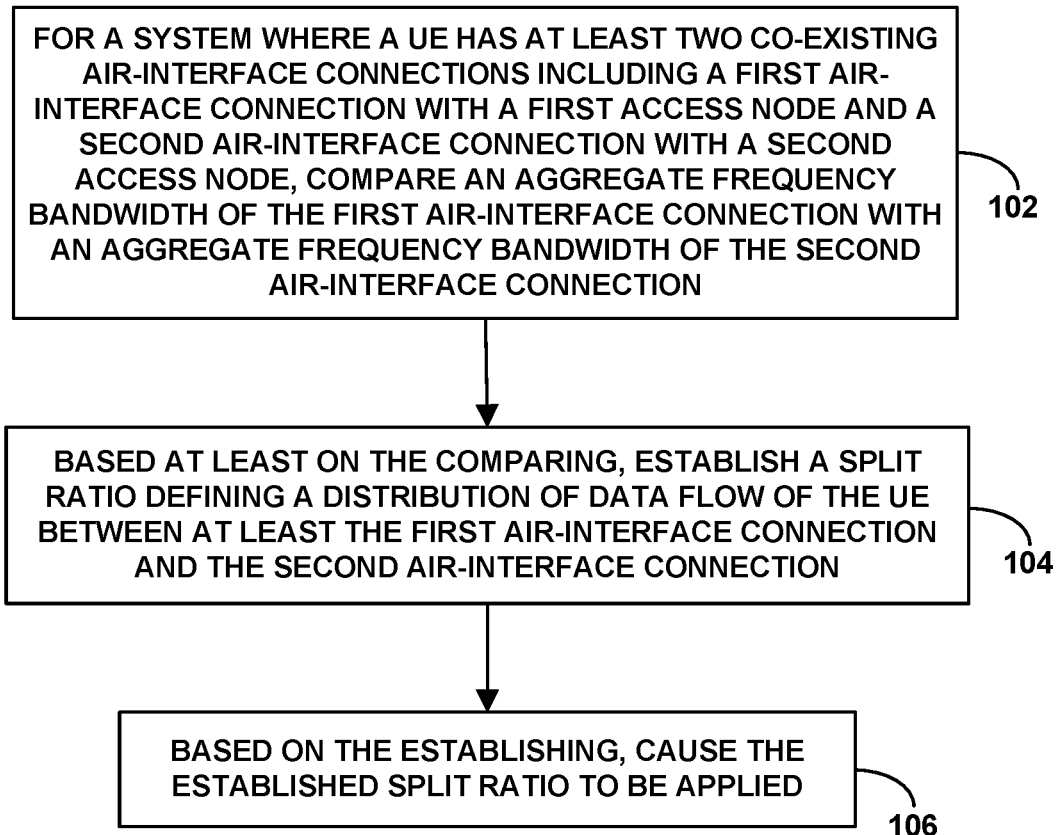 FOR A SYSTEM WHERE A UE HAS AT LEAST TWO CO-EXISTING
AIR-INTERFACE CONNECTIONS INCLUDING A FIRST AIR-
INTERFACE CONNECTION WITH A FIRST ACCESS NODE AND A
SECOND AIR-INTERFACE CONNECTION WITH A SECOND
ACCESS NODE, COMPARE AN AGGREGATE FREQUENCY
BANDWIDTH OF THE FIRST AIR-INTERFACE CONNECTION WITH
AN AGGREGATE FREQUENCY BANDWIDTH OF THE SECOND
AIR-INTERFACE CONNECTION
102
BASED AT LEAST ON THE COMPARING, ESTABLISH A SPLIT
RATIO DEFINING A DISTRIBUTION OF DATA FLOW OF THE UE
BETWEEN AT LEAST THE FIRST AIR-INTERFACE CONNECTION
AND THE SECOND AIR-INTERFACE CONNECTION
104
BASED ON THE ESTABLISHING, CAUSE THE
ESTABLISHED SPLIT RATIO TO BE APPLIED
106